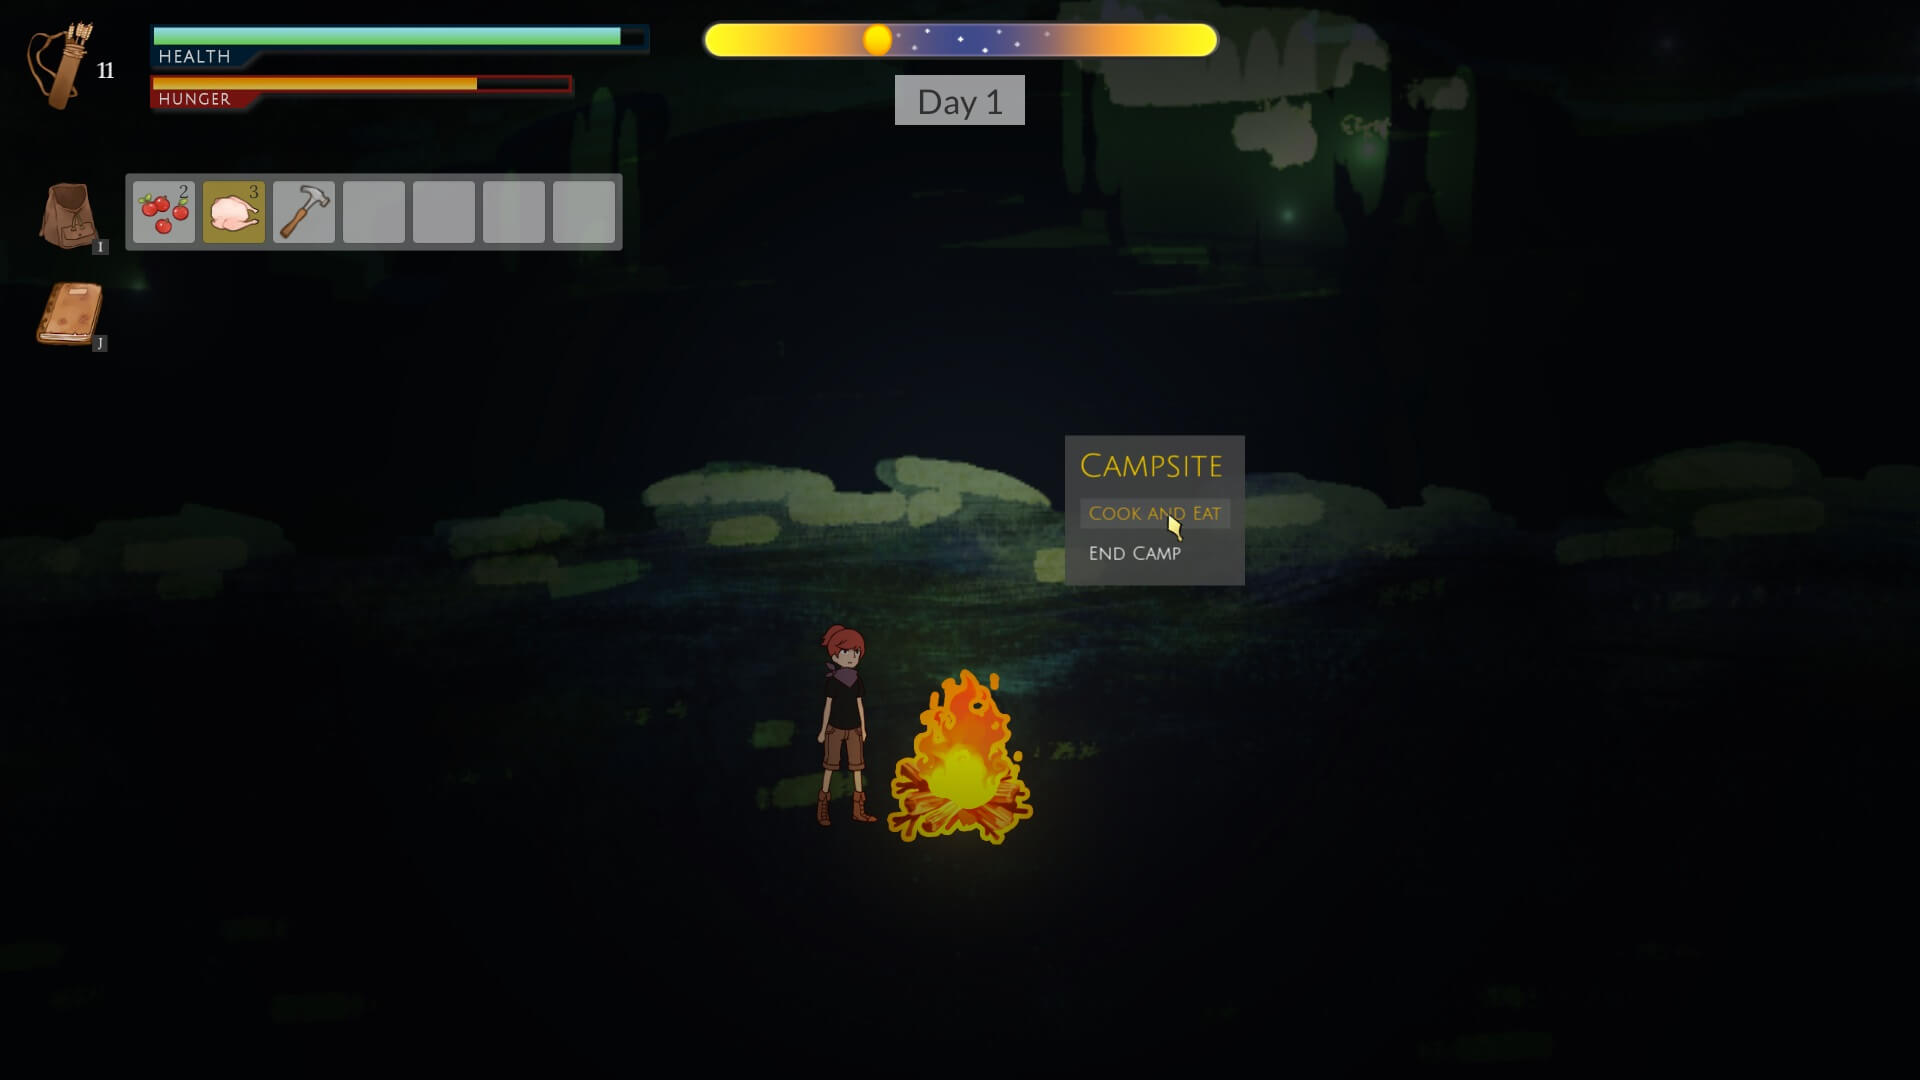 11
HEALTH
HUNGER
Day 1
2
3
I
J
CAMPSITE
COOK AND EAT
END CAMP